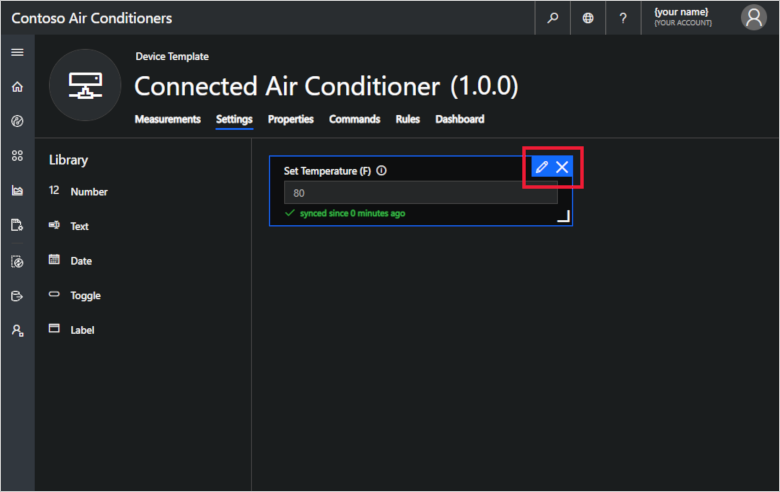 Contoso Air Conditioners
?
{your name}
{YOUR ACCOUNT}
Device Template
Connected Air Conditioner (1.0.0)
Measurements Settings Properties Commands Rules Dashboard
Library
12 Number
Text
Date
Toggle
Label
Set Temperature (F)
80
synced since 0 minutes ago